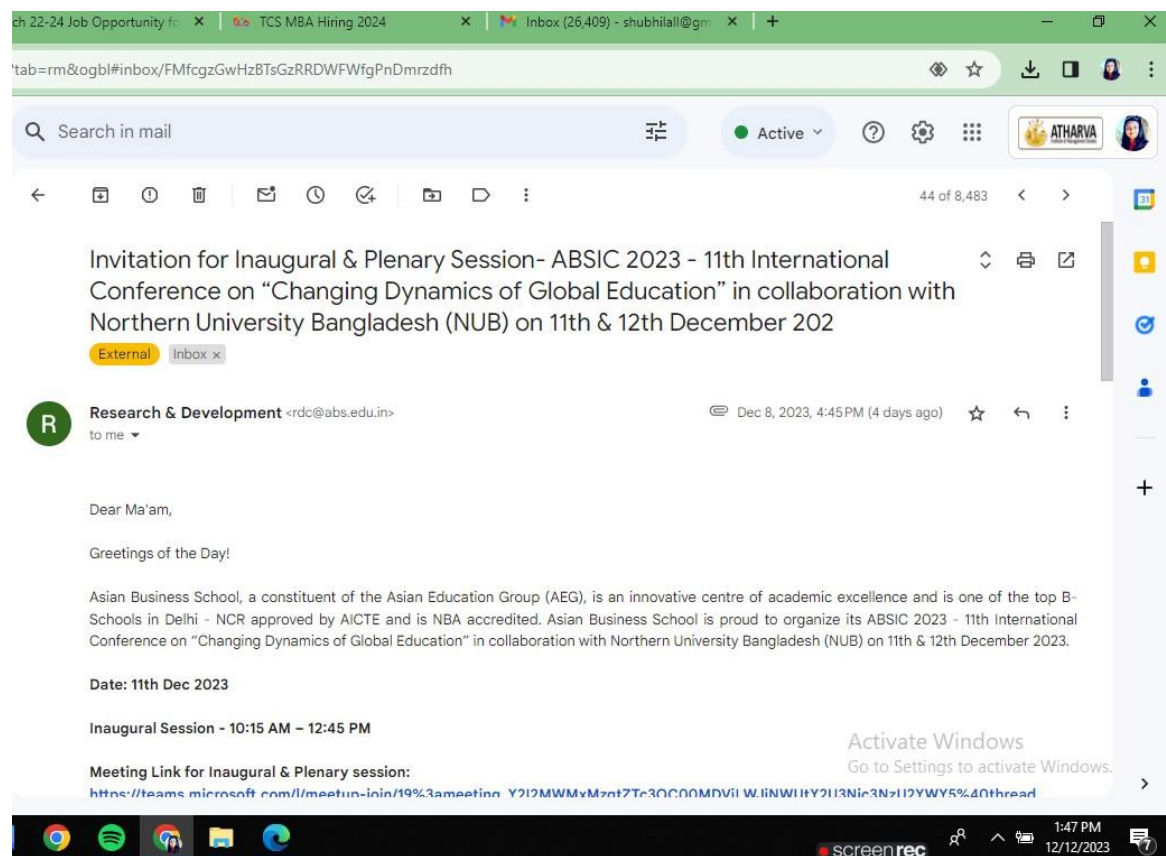 ch 22-24 Job Opportunity fo
TCS MBA Hiring 2024
Inbox (26,409) - shubhilall@gm
Search in mail
Active
ATHARVA
44 of 8,483
31
Invitation for Inaugural & Plenary Session- ABSIC 2023 - 11th International
Conference on “Changing Dynamics of Global Education” in collaboration with
Northern University Bangladesh (NUB) on 11th & 12th December 202
External Inbox x
R
Research & Development <rdc@abs.edu.in>
Dec 8, 2023, 4:45 PM (4 days ago)
to me
Dear Ma'am,
Greetings of the Day!
Asian Business School, a constituent of the Asian Education Group (AEG), is an innovative centre of academic excellence and is one of the top B-
Schools in Delhi - NCR approved by AICTE and is NBA accredited. Asian Business School is proud to organize its ABSIC 2023 - 11th International
Conference on “Changing Dynamics of Global Education” in collaboration with Northern University Bangladesh (NUB) on 11th & 12th December 2023.
Date: 11th Dec 2023
Inaugural Session - 10:15 AM – 12:45 PM
Meeting Link for Inaugural & Plenary session:
Activate Windows
Go to Settings to activate Windows.
screenrec
1:47 PM
12/12/2023
7